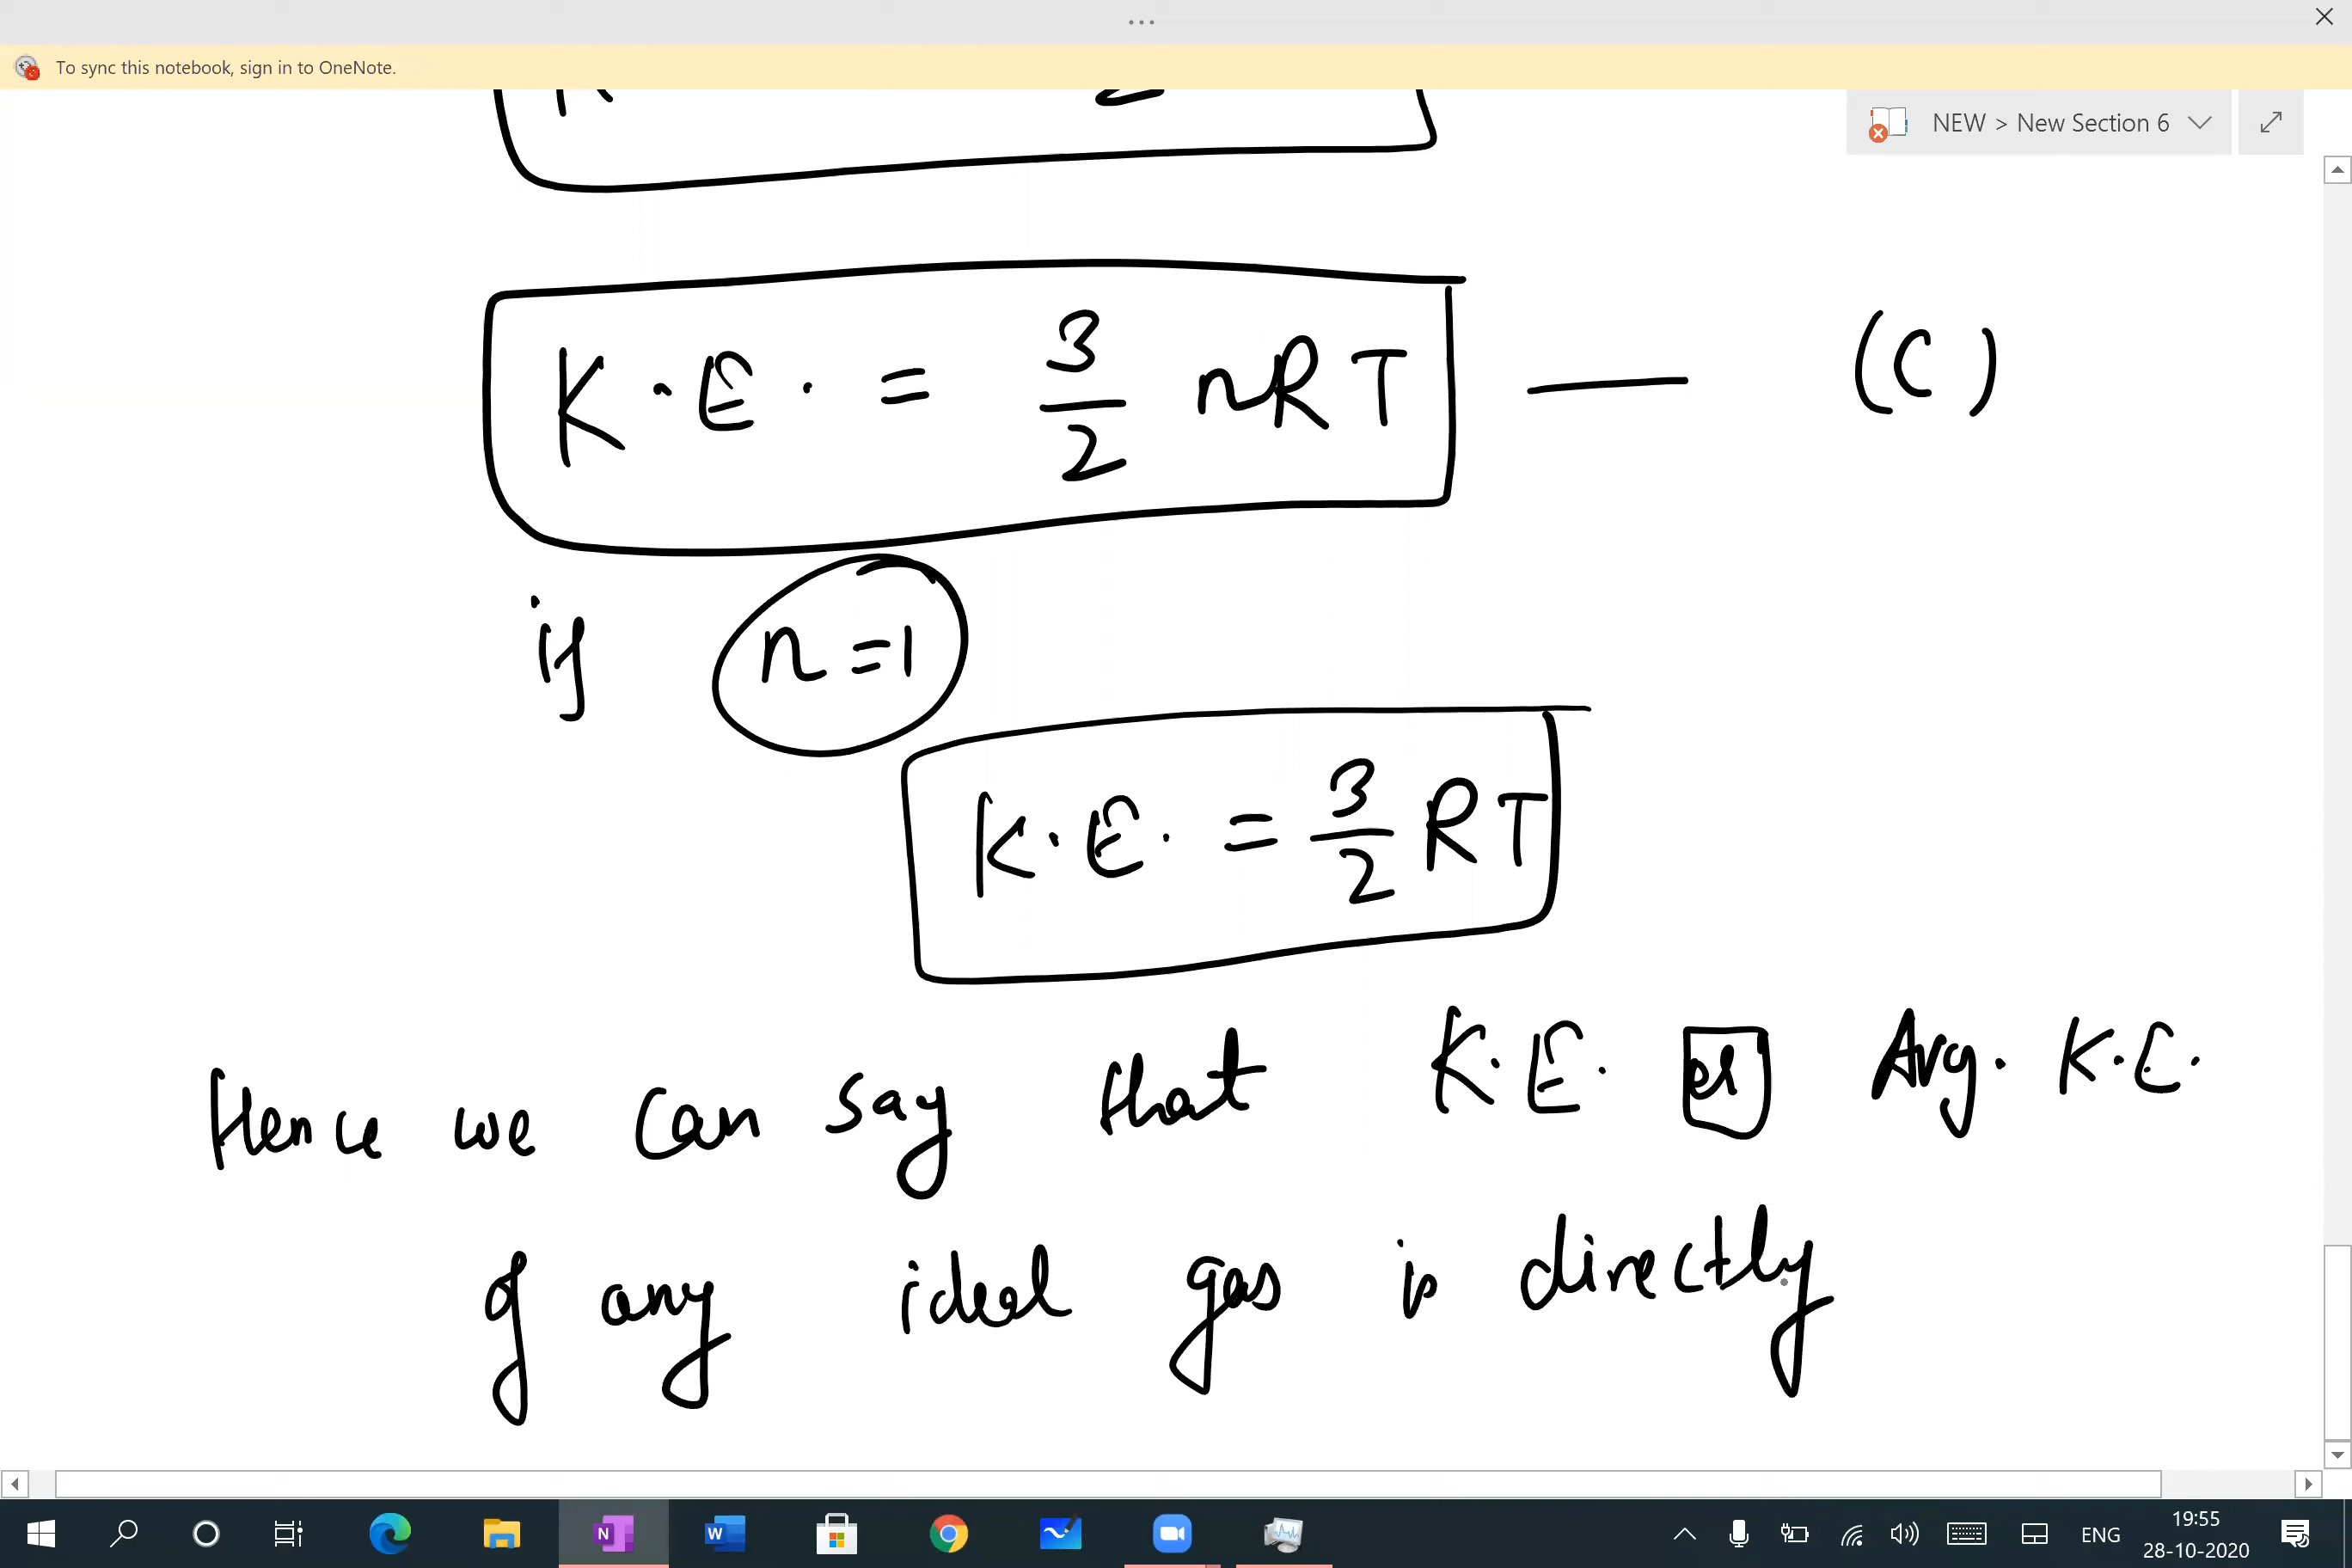 To sync this notebook, sign in to OneNote.
NEW > New Section 6
K.E. = 3/2 nRT — (C)
if n=1
K.E. = 3/2 RT
Hence we can say that K.E. or Avg. K.E.
of any ideal gas is directly
ENG
19:55
28-10-2020